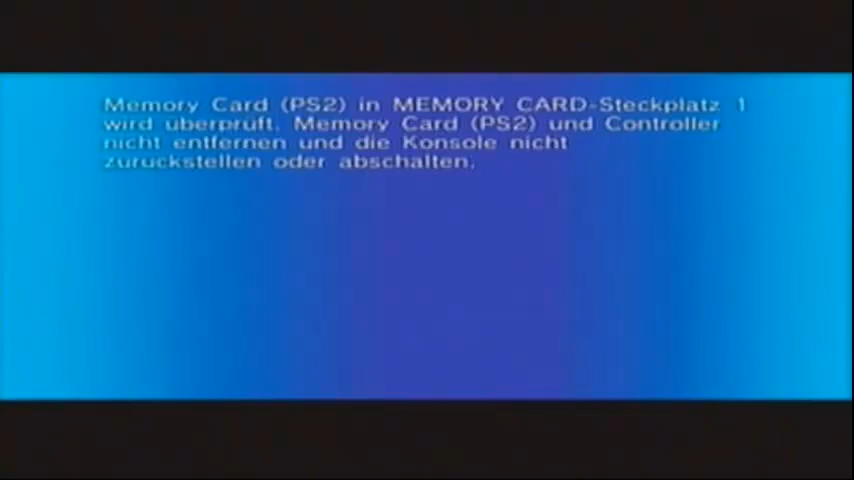 Memory Card (PS2) in MEMORY CARD-Steckplatz 1
wird überprüft. Memory Card (PS2) und Controller
nicht entfernen und die Konsole nicht
zurückstellen oder abschalten.